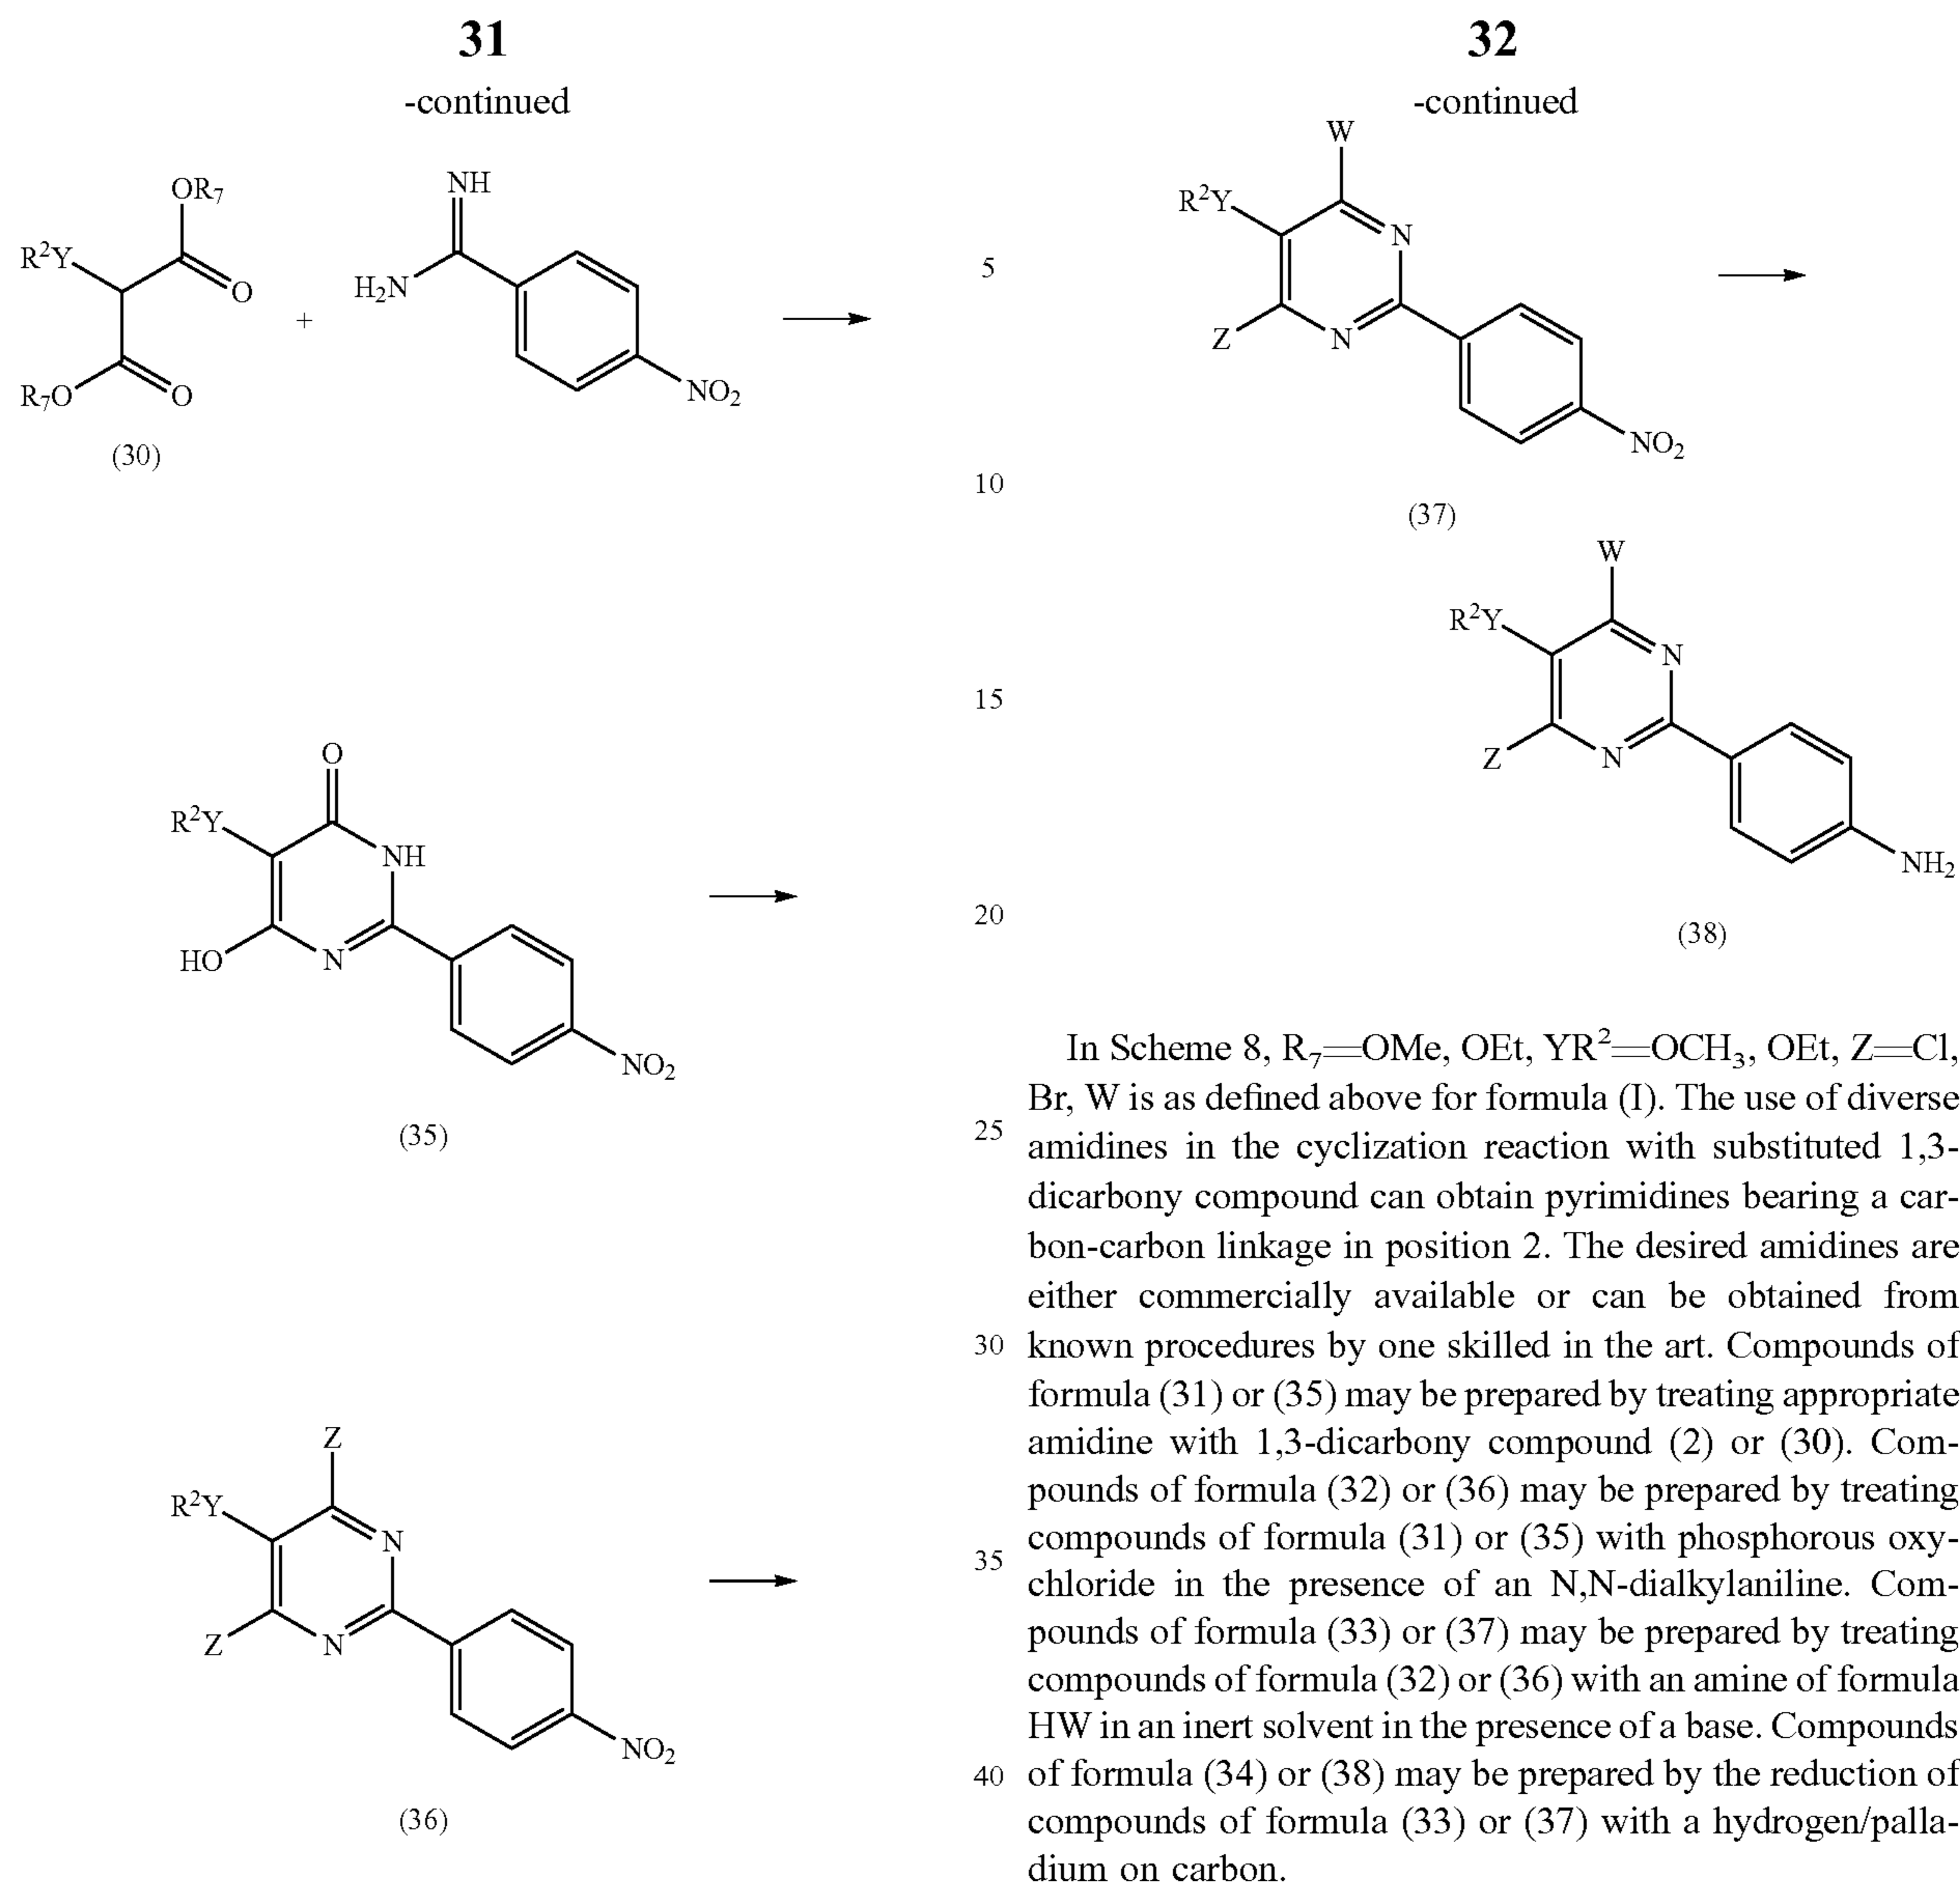 31
-continued
OR7
R2Y
O
R7O
O
(30)
+
NH
H2N
NO2
O
R2Y
NH
HO
N
NO2
(35)
Z
R2Y
N
Z
N
NO2
(36)
32
-continued
W
R2Y
N
Z
N
NO2
(37)
W
R2Y
N
Z
N
NH2
(38)
5
10
15
20
25
30
35
40
In Scheme 8, R7═OMe, OEt, YR2═OCH3, OEt, Z═Cl,
Br, W is as defined above for formula (I). The use of diverse
amidines in the cyclization reaction with substituted 1,3-
dicarbony compound can obtain pyrimidines bearing a car-
bon-carbon linkage in position 2. The desired amidines are
either commercially available or can be obtained from
known procedures by one skilled in the art. Compounds of
formula (31) or (35) may be prepared by treating appropriate
amidine with 1,3-dicarbony compound (2) or (30). Com-
pounds of formula (32) or (36) may be prepared by treating
compounds of formula (31) or (35) with phosphorous oxy-
chloride in the presence of an N,N-dialkylaniline. Com-
pounds of formula (33) or (37) may be prepared by treating
compounds of formula (32) or (36) with an amine of formula
HW in an inert solvent in the presence of a base. Compounds
of formula (34) or (38) may be prepared by the reduction of
compounds of formula (33) or (37) with a hydrogen/palla-
dium on carbon.